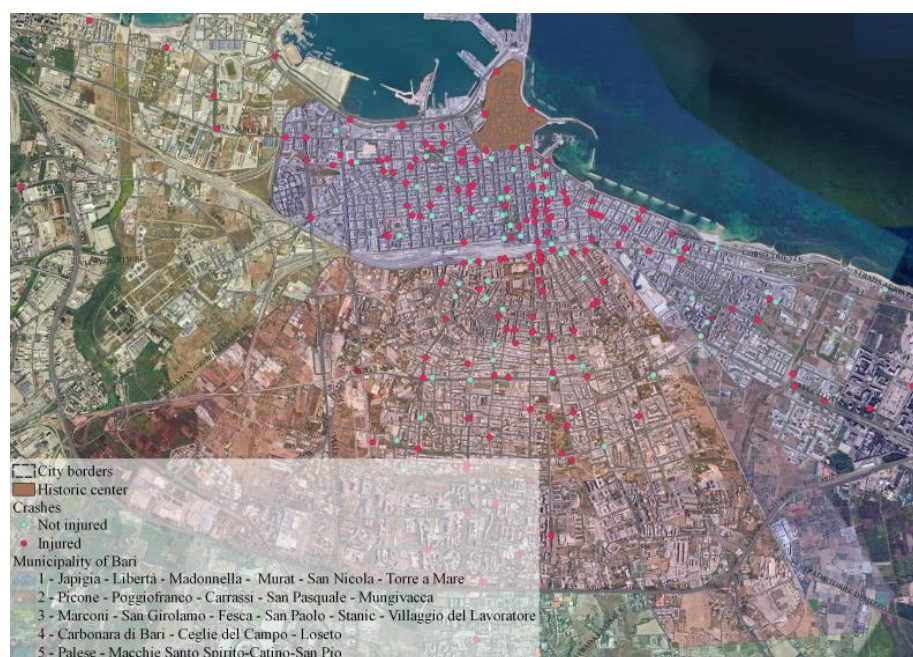 City borders
Historic center
Crashes
Not injured
Injured
Municipality of Bari
1 - Japigia - Libertà - Madonnella - Murat - San Nicola - Torre a Mare
2 - Picone - Poggiofranco - Carrassi - San Pasquale - Mungivacca
3 - Marconi - San Girolamo - Fesca - San Paolo - Stanic - Villaggio del Lavoratore
4 - Carbonara di Bari - Ceglie del Campo - Loseto
5 - Palese - Macchie Santo Spirito-Catino-San Pio